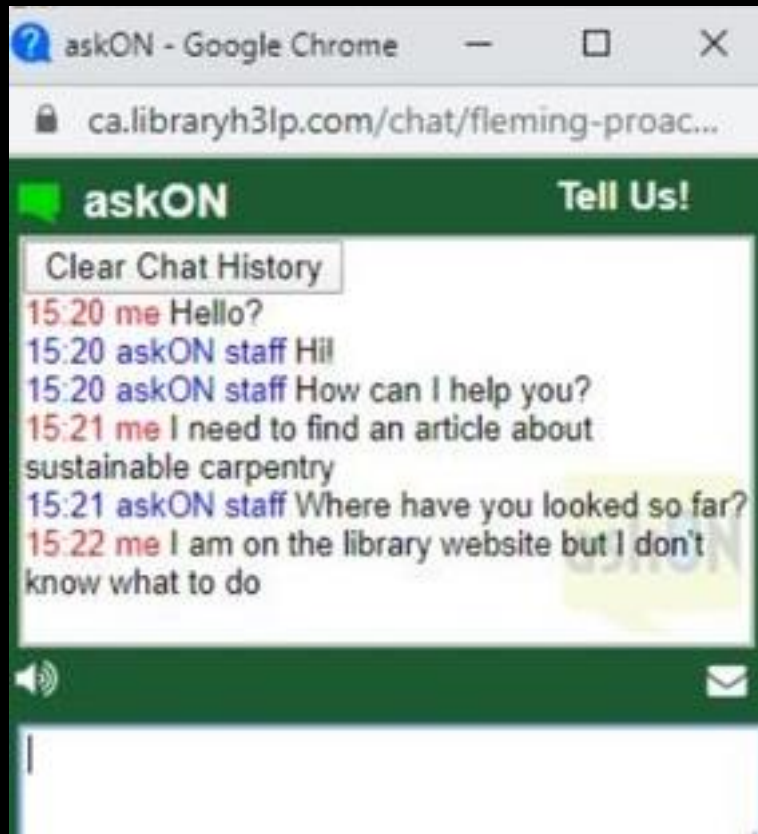 askON - Google Chrome
ca.libraryh3lp.com/chat/fleming-proac...
askON Tell Us!
Clear Chat History
15:20 me Hello?
15:20 askON staff Hi!
15:20 askON staff How can I help you?
15:21 me I need to find an article about
sustainable carpentry
15:21 askON staff Where have you looked so far?
15:22 me I am on the library website but I don't
know what to do
askON